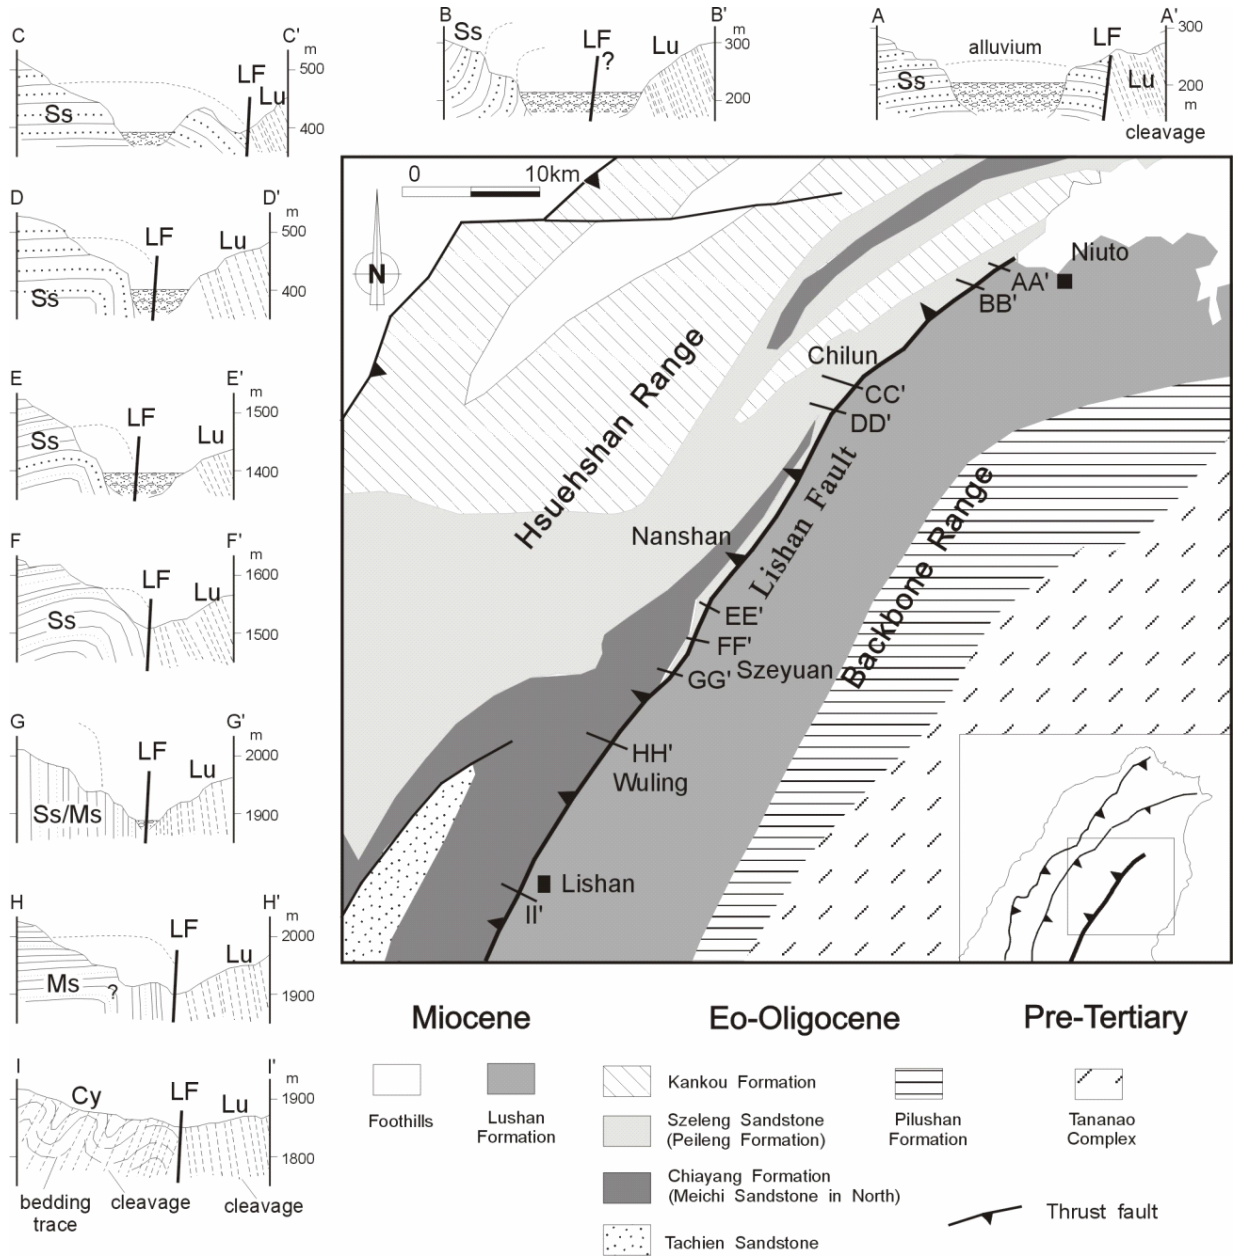 C
C'
m
500
400
LF
Lu
Ss
B
B'
Ss
LF
?
Lu
300
200
A
A'
alluvium
LF
Ss
Lu
300
200
m
cleavage
D
D'
m
500
400
LF
Lu
Ss
E
E'
m
1500
1400
LF
Ss
Lu
F
F'
m
1600
1500
LF
Lu
Ss
G
G'
m
2000
1900
LF
Lu
Ss/Ms
H
H'
m
2000
1900
LF
Lu
Ms
?
I
I'
m
1900
1800
Cy
LF
Lu
bedding
trace
cleavage
cleavage
0
10km
N
Niuto
AA'
BB'
Chilun
CC'
DD'
Hsuehshan Range
Lishan Fault
Nanshan
Backbone Range
EE'
FF'
GG'
Szeyuan
HH'
Wuling
Lishan
II'
Miocene
Eo-Oligocene
Pre-Tertiary
Foothills
Lushan
Formation
Kankou Formation
Szeleng Sandstone
(Peileng Formation)
Chiayang Formation
(Meichi Sandstone in North)
Tachien Sandstone
Pilushan
Formation
Tananao
Complex
Thrust fault